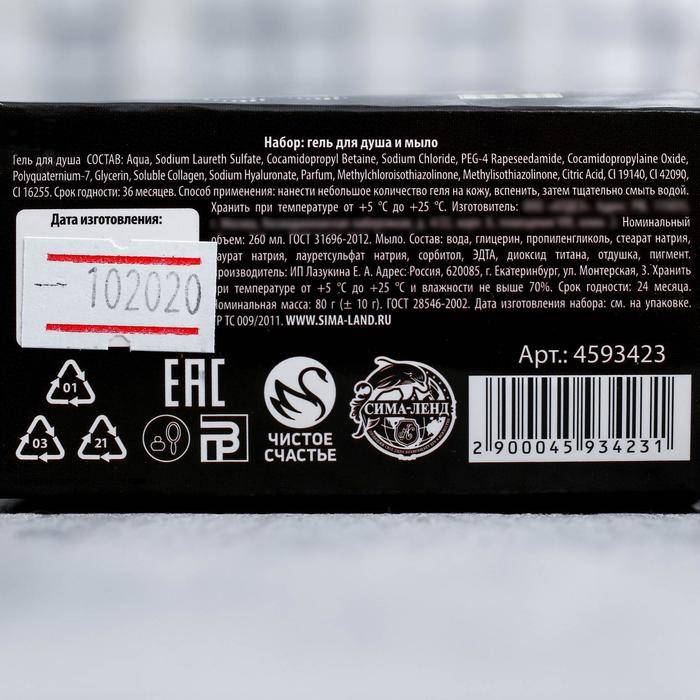 Набор: гель для душа и мыло
Гель для душа СОСТАВ: Aqua, Sodium Laureth Sulfate, Cocamidopropyl Betaine, Sodium Chloride, PEG-4 Rapeseedamide, Cocamidopropylaine Oxide,
Polyquaternium-7, Glycerin, Soluble Collagen, Sodium Hyaluronate, Parfum, Methylchloroisothiazolinone, Methylisothiazolinone, Citric Acid, CI 19140, CI 42090,
CI 16255. Срок годности: 36 месяцев. Способ применения: нанести небольшое количество геля на кожу, вспенить, затем тщательно смыть водой.
Хранить при температуре от +5 °С до +25 °С. Изготовитель:
Номинальный
объем: 260 мл. ГОСТ 31696-2012. Мыло. Состав: вода, глицерин, пропиленгликоль, стеарат натрия,
лаурат натрия, лауретсульфат натрия, сорбитол, ЭДТА, диоксид титана, отдушка, пигмент.
Производитель: ИП Лазукина Е. А. Адрес: Россия, 620085, г. Екатеринбург, ул. Монтерская, 3. Хранить
при температуре от +5 °С до +25 °С и влажности не выше 70%. Срок годности: 24 месяца.
Номинальная масса: 80 г (± 10 г). ГОСТ 28546-2002. Дата изготовления набора: см. на упаковке.
ТР ТС 009/2011. WWW.SIMA-LAND.RU
Дата изготовления:
102020
01
03
21
EAC
ЧИСТОЕ
СЧАСТЬЕ
СИМА-ЛЕНД
Арт.: 4593423
2 900045 934231